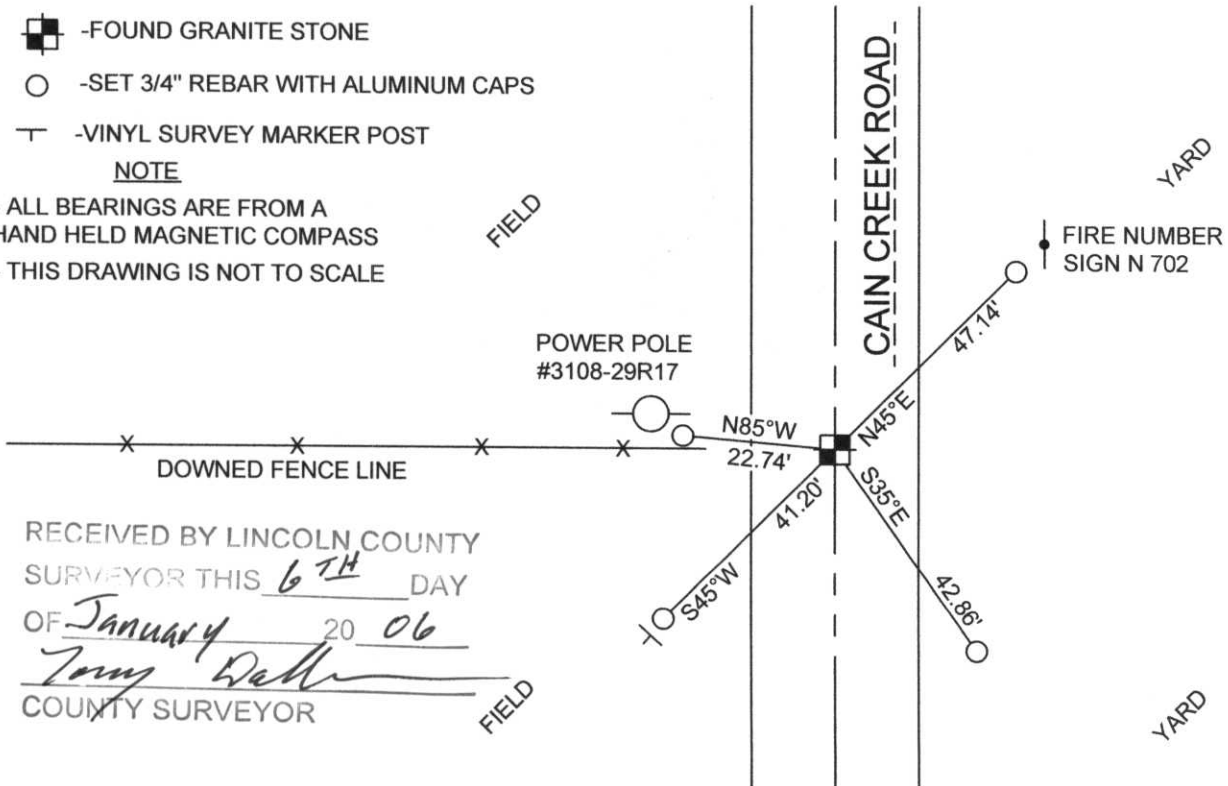 -FOUND GRANITE STONE
-SET 3/4" REBAR WITH ALUMINUM CAPS
-VINYL SURVEY MARKER POST
NOTE
ALL BEARINGS ARE FROM A
HAND HELD MAGNETIC COMPASS
THIS DRAWING IS NOT TO SCALE
FIELD
CAIN CREEK ROAD
YARD
FIRE NUMBER
SIGN N 702
POWER POLE
#3108-29R17
47.14'
N45°E
N85°W
22.74'
DOWNED FENCE LINE
41.20'
S45°W
S35°E
42.86'
RECEIVED BY LINCOLN COUNTY
SURVEYOR THIS 6TH DAY
OF January 20 06
Tony
COUNTY SURVEYOR
FIELD
YARD